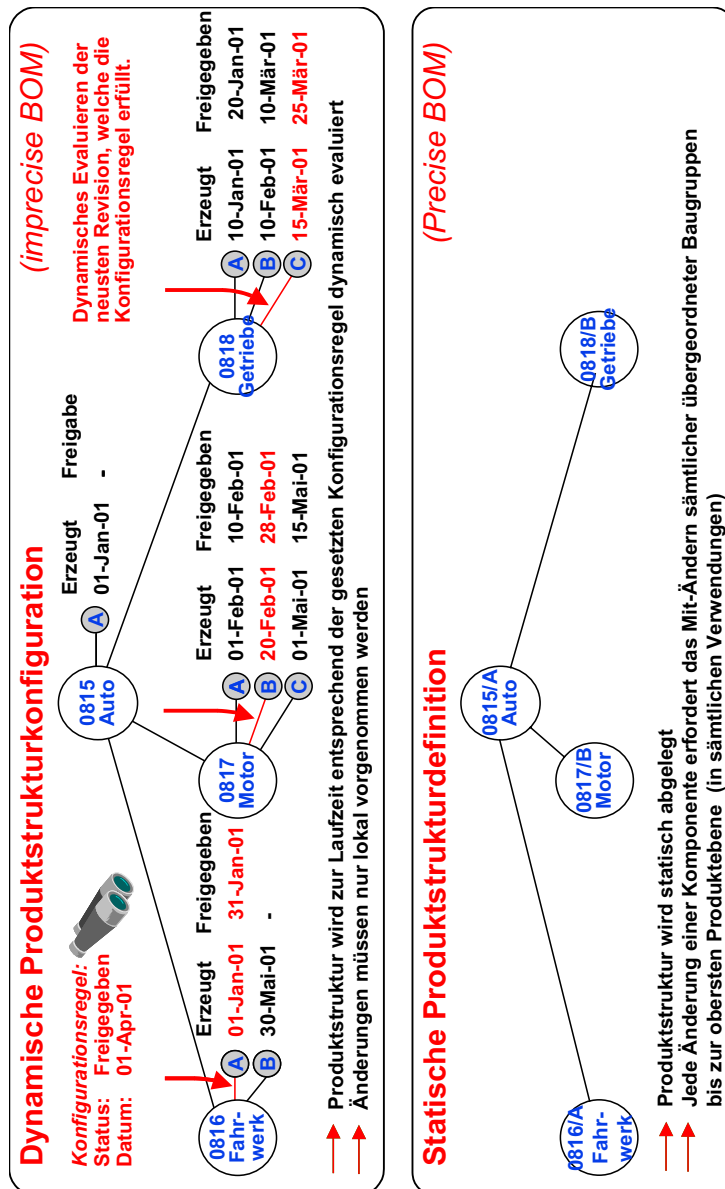 Dynamische Produktstrukturkonfiguration
(imprecise BOM)
Konfigurationsregel:
Status: Freigegeben
Datum: 01-Apr-01
Erzeugt Freigabe
A 01-Jan-01 -
0815
Auto
Dynamisches Evaluieren der
neusten Revision, welche die
Konfigurationsregel erfüllt.
0816
Fahr-
werk
Erzeugt Freigegeben
A 01-Jan-01 31-Jan-01
B 30-Mai-01 -
0817
Motor
Erzeugt Freigegeben
A 01-Feb-01 10-Feb-01
B 20-Feb-01 28-Feb-01
C 01-Mai-01 15-Mai-01
0818
Getriebe
Erzeugt Freigegeben
A 10-Jan-01 20-Jan-01
B 10-Feb-01 10-Mär-01
C 15-Mär-01 25-Mär-01
Produktstruktur wird zur Laufzeit entsprechend der gesetzten Konfigurationsregel dynamisch evaluiert
Änderungen müssen nur lokal vorgenommen werden
Statische Produktstrukturdefinition
(Precise BOM)
0815/A
Auto
0816/A
Fahr-
werk
0817/B
Motor
0818/B
Getriebe
Produktstruktur wird statisch abgelegt
Jede Änderung einer Komponente erfordert das Mit-Ändern sämtlicher übergeordneter Baugruppen
bis zur obersten Produktebene (in sämtlichen Verwendungen)